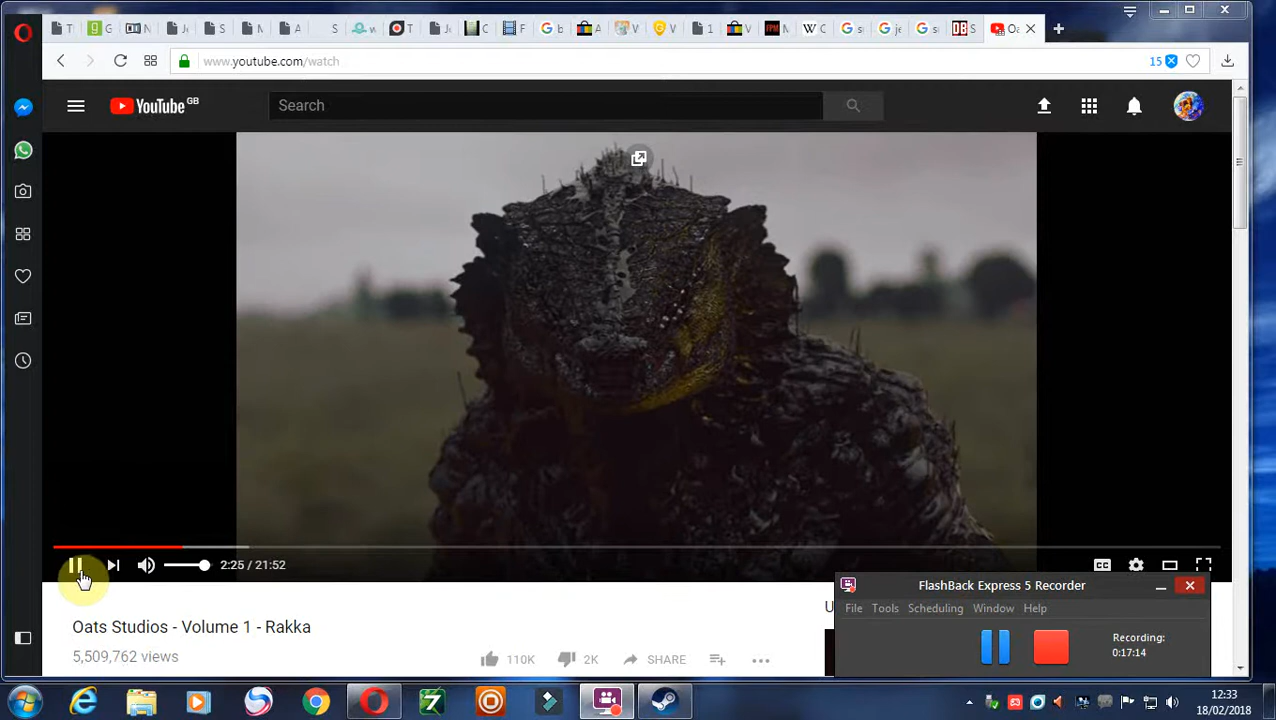 www.youtube.com/watch
15
YouTube GB
Search
2:25 / 21:52
CC
Oats Studios - Volume 1 - Rakka
5,509,762 views
110K
2K
SHARE
FlashBack Express 5 Recorder
File Tools Scheduling Window Help
Recording:
0:17:14
12:33
18/02/2018